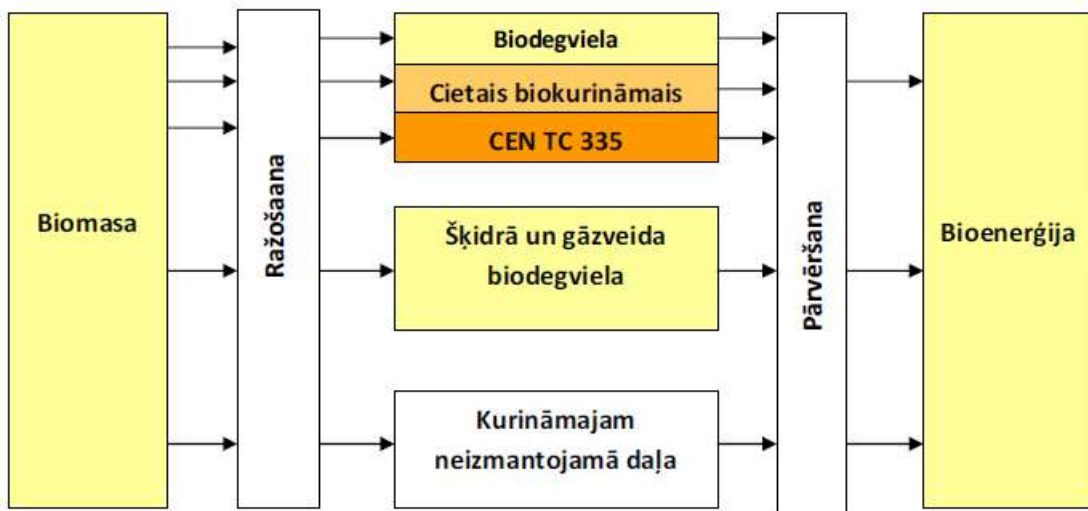 Biomasa
Ražošaana
Biodegviela
Cietais biokurināmais
CEN TC 335
Šķidrā un gāzveida
biodegviela
Kurināmajam
neizmantojamā daļa
Pārvēršana
Bioenerģija